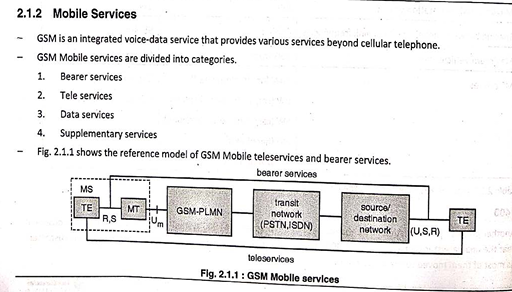 2.1.2 Mobile Services
– GSM is an integrated voice-data service that provides various services beyond cellular telephone.
– GSM Mobile services are divided into categories.
1. Bearer services
2. Tele services
3. Data services
4. Supplementary services
– Fig. 2.1.1 shows the reference model of GSM Mobile teleservices and bearer services.
bearer services
MS
TE
R,S
MT
Um
GSM-PLMN
transit
network
(PSTN,ISDN)
source/
destination
network
(U,S,R)
TE
teleservices
Fig. 2.1.1 : GSM Mobile services